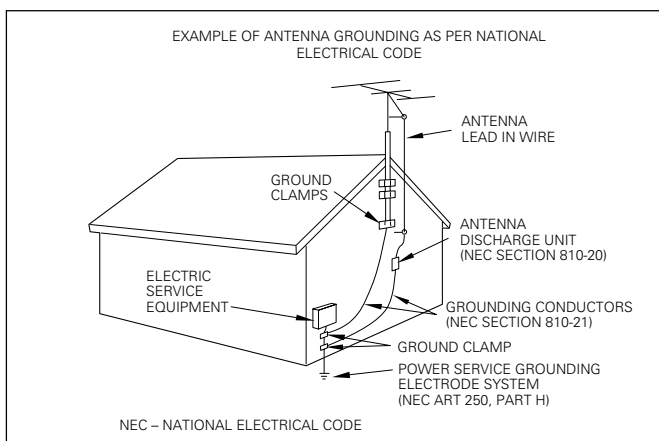 EXAMPLE OF ANTENNA GROUNDING AS PER NATIONAL
ELECTRICAL CODE
ANTENNA
LEAD IN WIRE
GROUND
CLAMPS
ANTENNA
DISCHARGE UNIT
(NEC SECTION 810-20)
ELECTRIC
SERVICE
EQUIPMENT
GROUNDING CONDUCTORS
(NEC SECTION 810-21)
GROUND CLAMP
POWER SERVICE GROUNDING
ELECTRODE SYSTEM
(NEC ART 250, PART H)
NEC – NATIONAL ELECTRICAL CODE